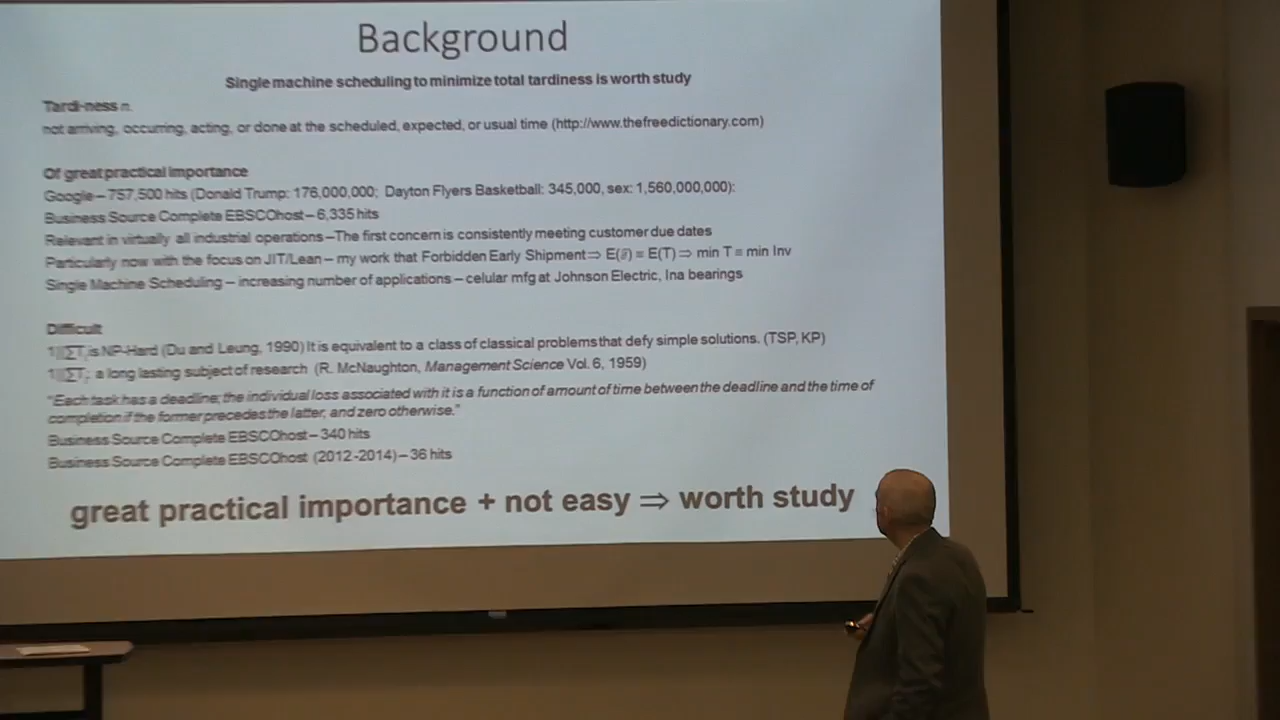 Background
Single machine scheduling to minimize total tardiness is worth study
Tardi-ness n.
not arriving, occurring, acting, or done at the scheduled, expected, or usual time (http://www.thefreedictionary.com)
Of great practical importance
Google – 757,500 hits (Donald Trump: 176,000,000; Dayton Flyers Basketball: 345,000, sex: 1,560,000,000):
Business Source Complete EBSCOhost – 6,335 hits
Relevant in virtually all industrial operations –The first concern is consistently meeting customer due dates
Particularly now with the focus on JIT/Lean – my work that Forbidden Early Shipment ⇒ E = E(T) ⇒ min T ≡ min Inv
Single Machine Scheduling – increasing number of applications – celular mfg at Johnson Electric, Ina bearings
Difficult
1||∑Tj is NP-Hard (Du and Leung, 1990) It is equivalent to a class of classical problems that defy simple solutions. (TSP, KP)
1||∑Tj: a long lasting subject of research (R. McNaughton, Management Science Vol. 6, 1959)
"Each task has a deadline; the individual loss associated with it is a function of amount of time between the deadline and the time of
completion if the former precedes the latter, and zero otherwise."
Business Source Complete EBSCOhost – 340 hits
Business Source Complete EBSCOhost (2012-2014) – 36 hits
great practical importance + not easy ⇒ worth study